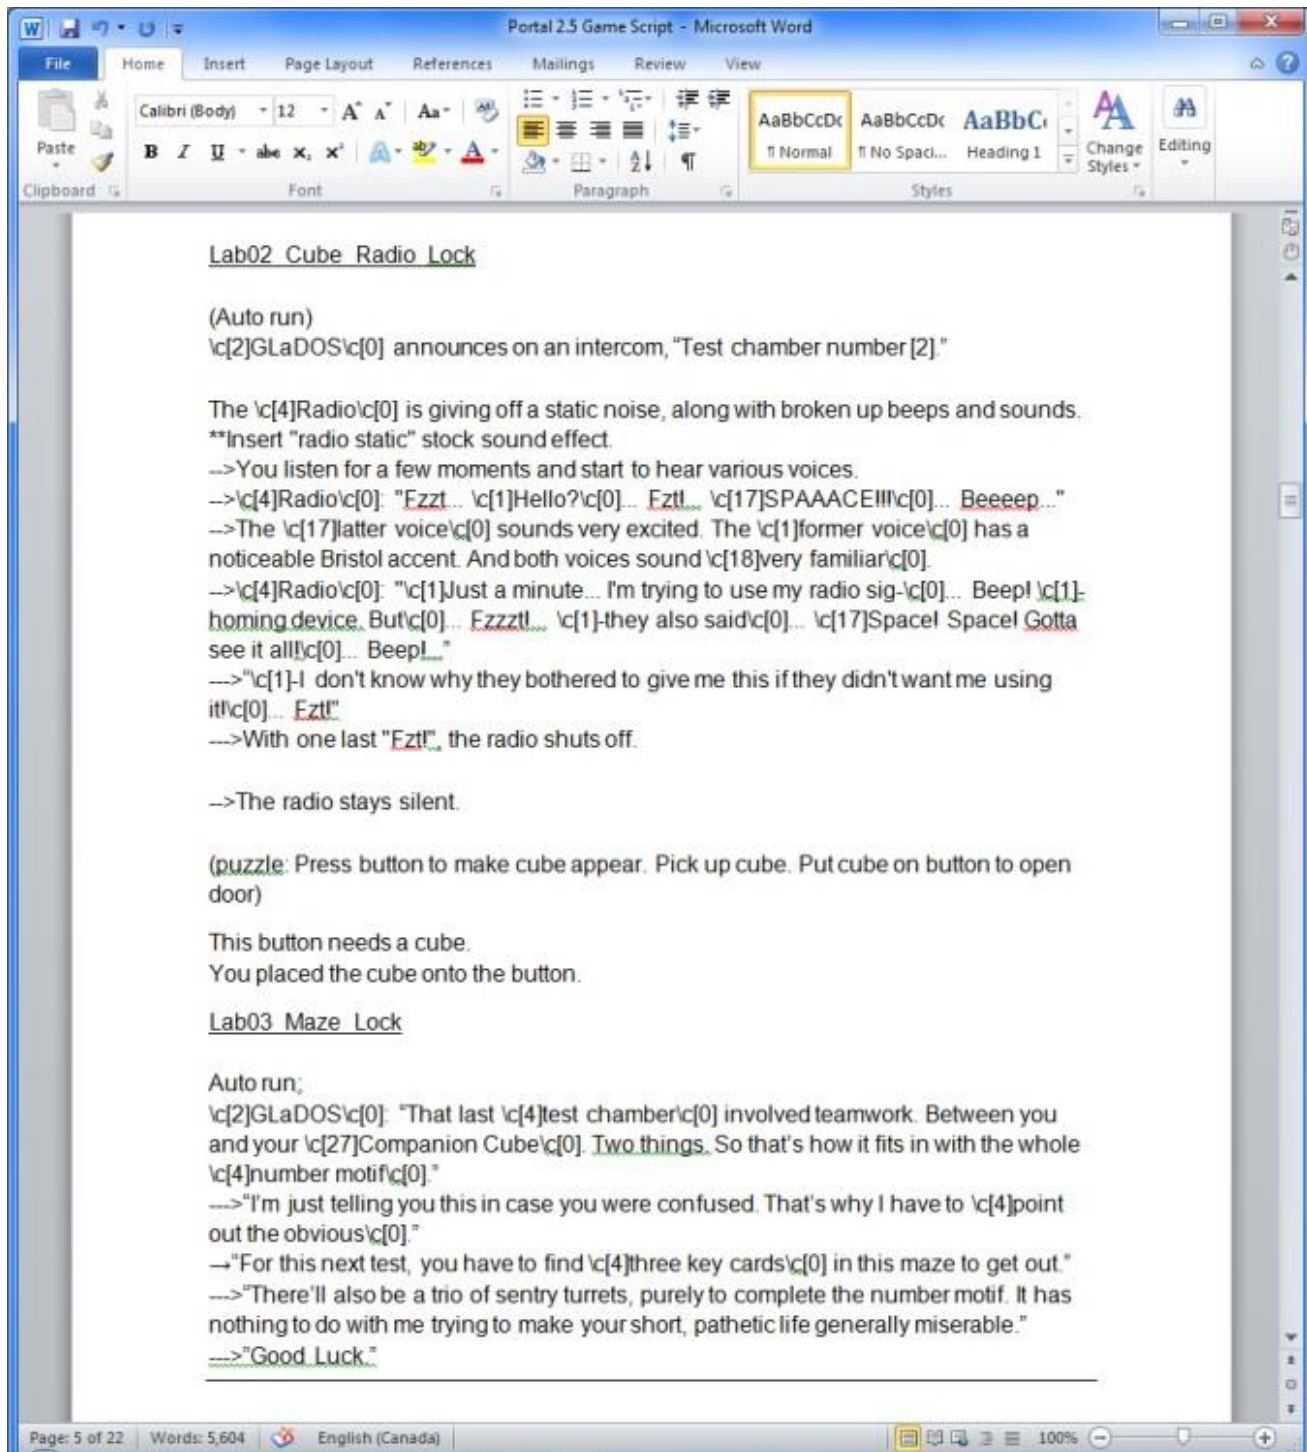 Portal 2.5 Game Script - Microsoft Word
File Home Insert Page Layout References Mailings Review View
Calibri (Body) 12
AaBbCcDc AaBbCcDc AaBbC
¶ Normal ¶ No Spaci... Heading 1
Paste
Change Styles
Editing
Clipboard Font Paragraph Styles
Lab02_Cube_Radio_Lock
(Auto run)
\c[2]GLaDOS\c[0] announces on an intercom, “Test chamber number [2].”
The \c[4]Radio\c[0] is giving off a static noise, along with broken up beeps and sounds.
**Insert "radio static" stock sound effect.
-->You listen for a few moments and start to hear various voices.
-->\c[4]Radio\c[0]: "Fzzt... \c[1]Hello?\c[0]... Fzt!... \c[17]SPAAACE!!!\c[0]... Beeeep..."
-->The \c[17]latter voice\c[0] sounds very excited. The \c[1]former voice\c[0] has a
noticeable Bristol accent. And both voices sound \c[18]very familiar\c[0].
-->\c[4]Radio\c[0]: "\c[1]Just a minute... I'm trying to use my radio sig-\c[0]... Beep! \c[1]-
homing device. But\c[0]... Fzzzt!... \c[1]-they also said\c[0]... \c[17]Space! Space! Gotta
see it all!\c[0]... Beep!..."
--->"\c[1]-I don't know why they bothered to give me this if they didn't want me using
it!\c[0]... Fzt!"
--->With one last "Fzt!", the radio shuts off.
-->The radio stays silent.
(puzzle: Press button to make cube appear. Pick up cube. Put cube on button to open
door)
This button needs a cube.
You placed the cube onto the button.
Lab03_Maze_Lock
Auto run;
\c[2]GLaDOS\c[0]: “That last \c[4]test chamber\c[0] involved teamwork. Between you
and your \c[27]Companion Cube\c[0]. Two things. So that’s how it fits in with the whole
\c[4]number motif\c[0].”
--->“I’m just telling you this in case you were confused. That’s why I have to \c[4]point
out the obvious\c[0].”
→“For this next test, you have to find \c[4]three key cards\c[0] in this maze to get out.”
--->“There’ll also be a trio of sentry turrets, purely to complete the number motif. It has
nothing to do with me trying to make your short, pathetic life generally miserable.”
--->”Good Luck.”
Page: 5 of 22 Words: 5,604 English (Canada) 100%